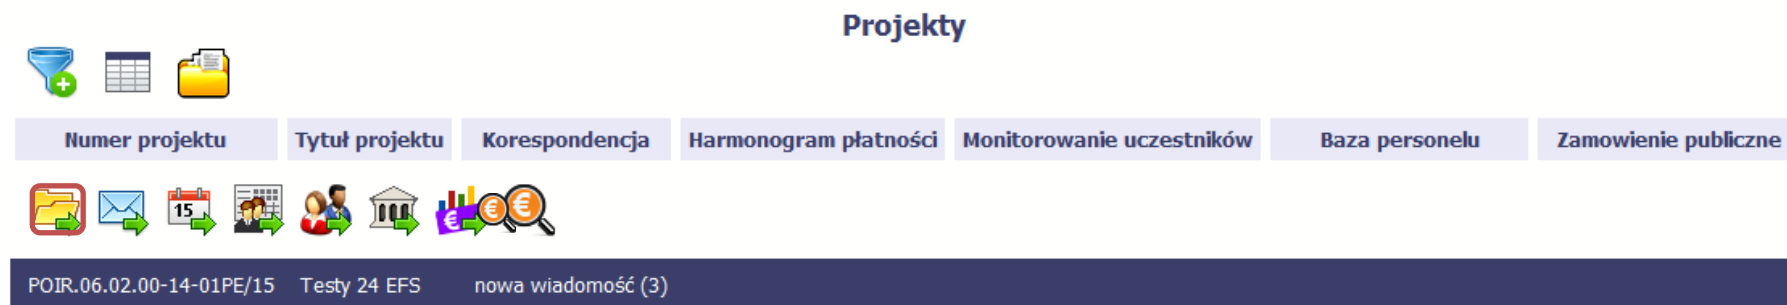 Projekty
Numer projektu Tytuł projektu Korespondencja Harmonogram płatności Monitorowanie uczestników Baza personelu Zamowienie publiczne
15
POIR.06.02.00-14-01PE/15 Testy 24 EFS nowa wiadomość (3)